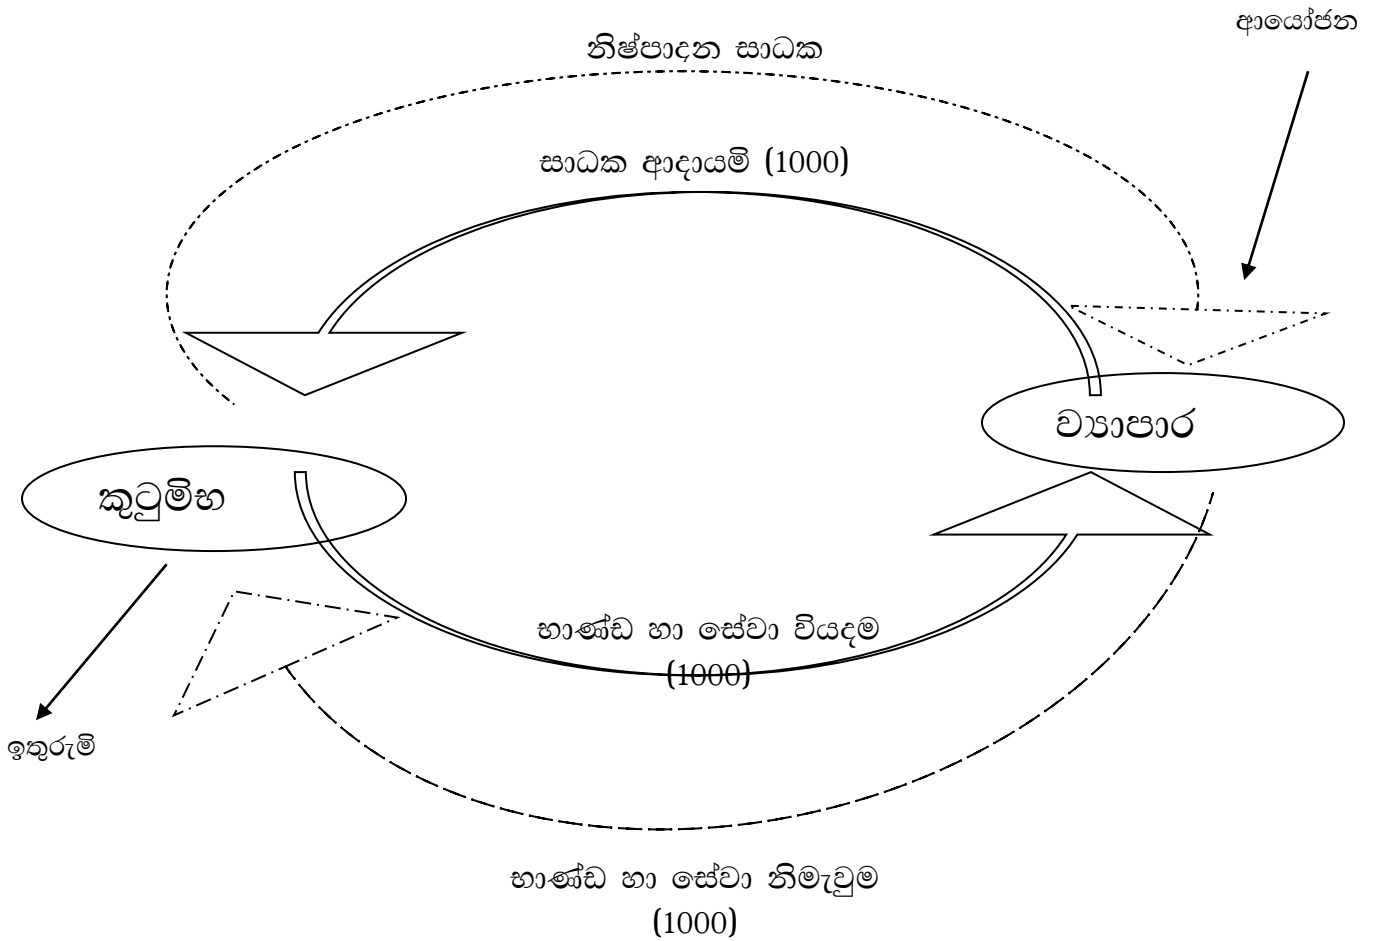 ආයෝජන
නිෂ්පාදන සාධක
සාධක ආදායම් (1000)
ව්‍යාපාර
කුටුම්භ
භාණ්ඩ හා සේවා වියදම
(1000)
ඉතුරුම්
භාණ්ඩ හා සේවා නිමැවුම
(1000)